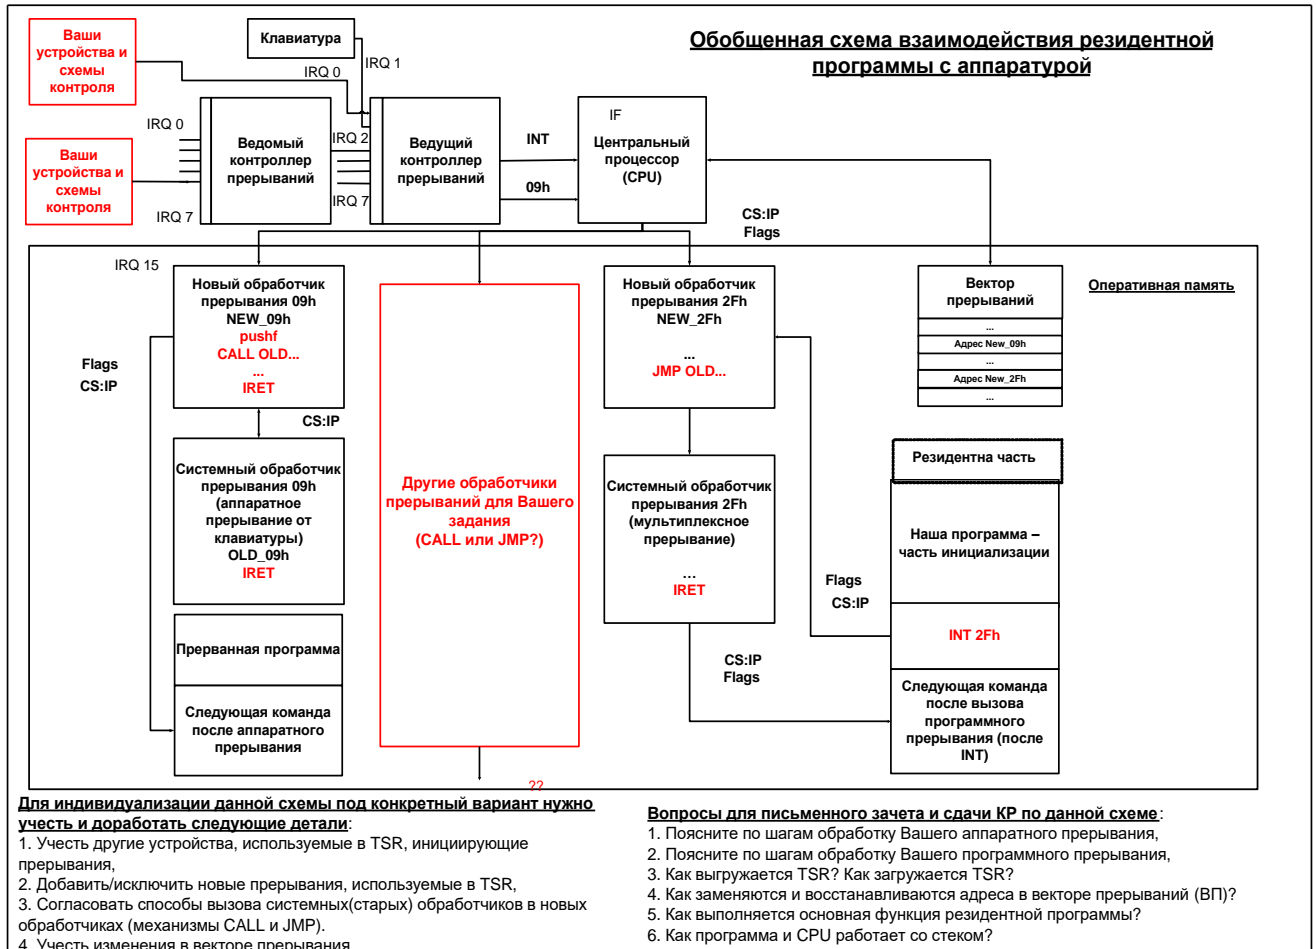 Обобщенная схема взаимодействия резидентной
программы с аппаратурой
Ваши
устройства и
схемы
контроля
Клавиатура
IRQ 0
IRQ 1
Ваши
устройства и
схемы
контроля
IRQ 0
IRQ 7
Ведомый
контроллер
прерываний
IRQ 2
IRQ 7
Ведущий
контроллер
прерываний
INT
09h
IF
Центральный
процессор
(CPU)
CS:IP
Flags
IRQ 15
Новый обработчик
прерывания 09h
NEW_09h
pushf
CALL OLD...
...
IRET
Flags
CS:IP
CS:IP
Системный обработчик
прерывания 09h
(аппаратное
прерывание от
клавиатуры)
OLD_09h
IRET
Прерванная программа
Следующая команда
после аппаратного
прерывания
Другие обработчики
прерываний для Вашего
задания
(CALL или JMP?)
??
Новый обработчик
прерывания 2Fh
NEW_2Fh
...
JMP OLD...
Системный обработчик
прерывания 2Fh
(мультиплексное
прерывание)
...
IRET
CS:IP
Flags
Flags
CS:IP
Вектор
прерываний
...
Адрес New_09h
...
Адрес New_2Fh
...
Оперативная память
Резидентна часть
Наша программа –
часть инициализации
INT 2Fh
Следующая команда
после вызова
программного
прерывания (после
INT)
Для индивидуализации данной схемы под конкретный вариант нужно
учесть и доработать следующие детали:
1. Учесть другие устройства, используемые в TSR, инициирующие
прерывания,
2. Добавить/исключить новые прерывания, используемые в TSR,
3. Согласовать способы вызова системных(старых) обработчиков в новых
обработчиках (механизмы CALL и JMP).
4. Учесть изменения в векторе прерывания
Вопросы для письменного зачета и сдачи КР по данной схеме:
1. Поясните по шагам обработку Вашего аппаратного прерывания,
2. Поясните по шагам обработку Вашего программного прерывания,
3. Как выгружается TSR? Как загружается TSR?
4. Как заменяются и восстанавливаются адреса в векторе прерываний (ВП)?
5. Как выполняется основная функция резидентной программы?
6. Как программа и CPU работает со стеком?